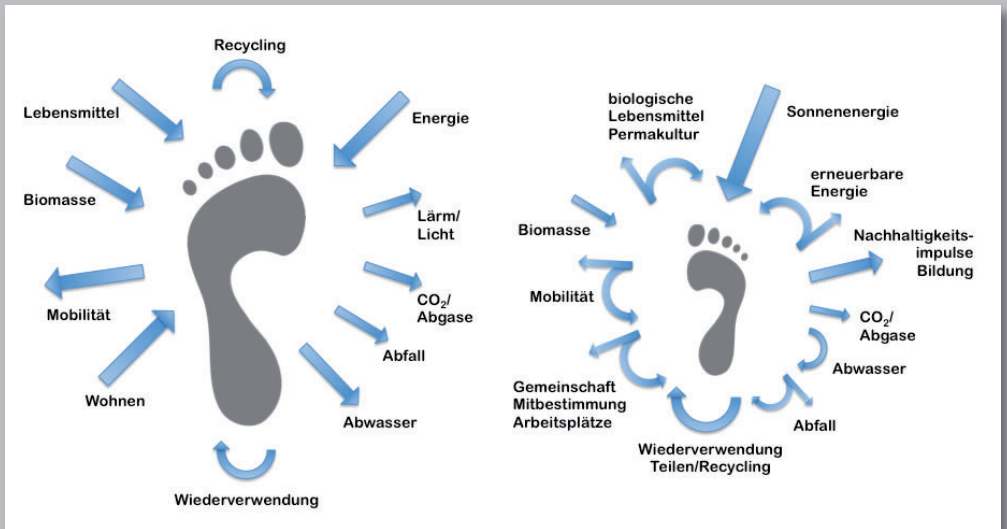 Recycling
Lebensmittel
Energie
Biomasse
Lärm/
Licht
Mobilität
CO₂/
Abgase
Abfall
Wohnen
Abwasser
Wiederverwendung
biologische
Lebensmittel
Permakultur
Sonnenenergie
erneuerbare
Energie
Biomasse
Nachhaltigkeits-
impulse
Bildung
Mobilität
CO₂/
Abgase
Abwasser
Gemeinschaft
Mitbestimmung
Arbeitsplätze
Abfall
Wiederverwendung
Teilen/Recycling